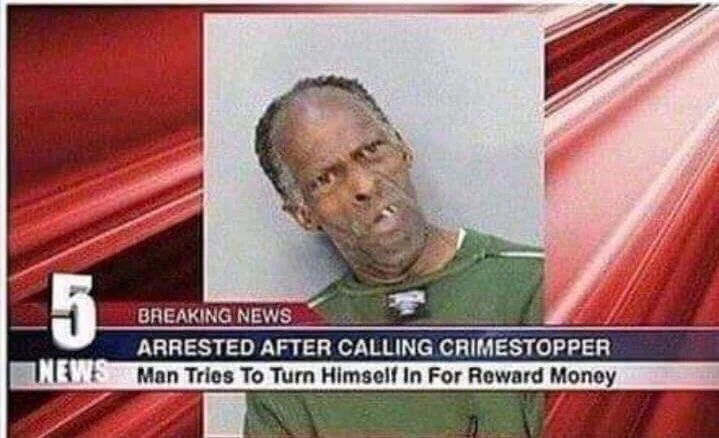 5
NEWS
BREAKING NEWS
ARRESTED AFTER CALLING CRIMESTOPPER
Man Tries To Turn Himself In For Reward Money